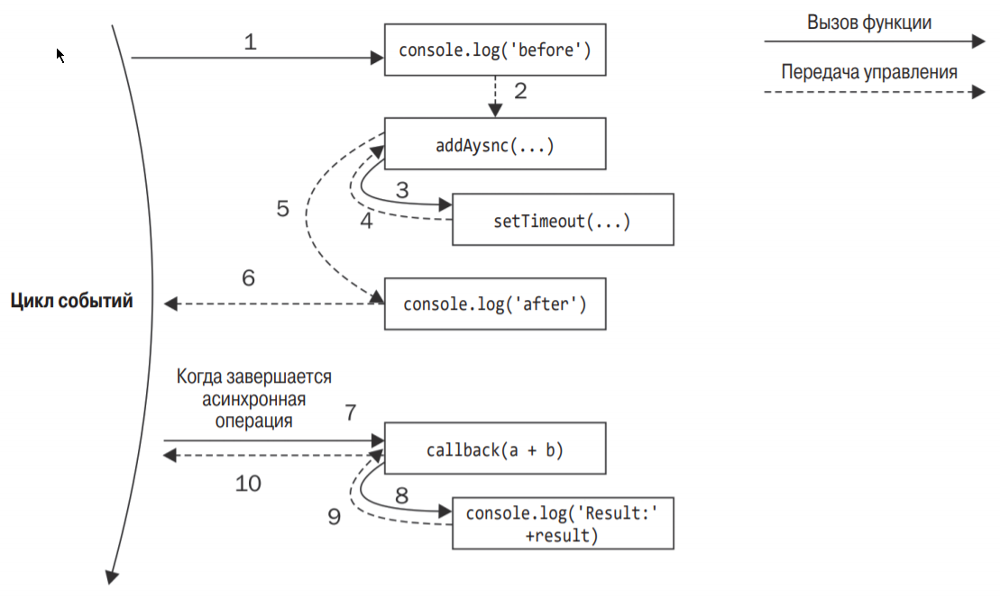 Вызов функции
Передача управления
1
console.log('before')
2
addAysnc(...)
3
setTimeout(...)
4
5
6
console.log('after')
Цикл событий
Когда завершается
асинхронная
операция
7
callback(a + b)
10
8
9
console.log('Result:'
+result)